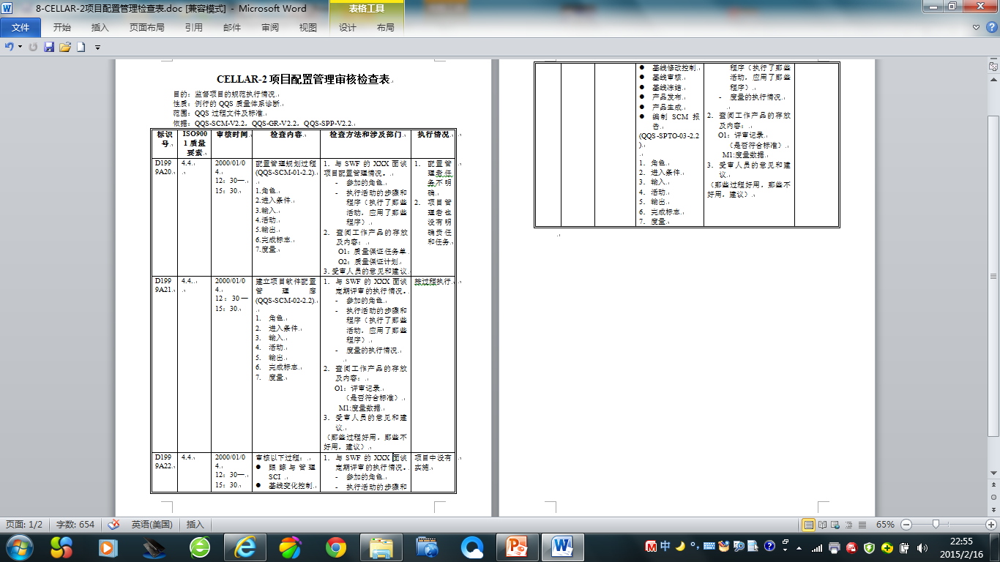 8-CELLAR-2项目配置管理检查表.doc [兼容模式] - Microsoft Word
表格工具
文件 开始 插入 页面布局 引用 邮件 审阅 视图 设计 布局
CELLAR-2项目配置管理审核检查表
目的：监督项目的规范执行情况
性质：例行的QQS质量体系诊断
范围：QQS过程文件及标准
依据：QQS-SCM-V2.2，QQS-GR-V2.2，QQS-SPP-V2.2
标识号
ISO9001质量要素
审核时间
检查内容
检查方法和涉及部门
执行情况
D1999A20
4.4
2000/01/04
12：30—
15：30
配置管理规划过程
(QQS-SCM-01-2.2)
1.角色
2.进入条件
3.输入
4.活动
5.输出
6.完成标志
7.度量
1．与SWF的XXX面谈
项目配置管理情况。
- 参加的角色
- 执行活动的步骤和
程序（执行了那些
活动，应用了那些
程序）
2．查阅工作产品的存放
及内容：
O1：质量保证任务单
O2：质量保证计划
3.受审人员的意见和建议
1. 配置管
理者任
务不明
确
2. 项目管
理者也
没有明
确责任
和任务
D1999A21
4.4
2000/01/04
12：30—
15：30
建立项目软件配置
管理库
(QQS-SCM-02-2.2)
1. 角色
2. 进入条件
3. 输入
4. 活动
5. 输出
6. 完成标志
7. 度量
1．与SWF的XXX面谈
定期评审的执行情况。
- 参加的角色
- 执行活动的步骤和
程序（执行了那些
活动，应用了那些
程序）
- 度量的执行情况
2．查阅工作产品的存放
及内容：
O1：评审记录
（是否符合标准）
M1:度量数据
3．受审人员的意见和建
议
（那些过程好用，那些不
好用，建议）
按过程执行
D1999A22
4.4
2000/01/04
12：30—
15：30
审核以下过程：
● 跟踪与管理
SCI
● 基线变化控制
1．与SWF的XXX面谈
定期评审的执行情况。
- 参加的角色
- 执行活动的步骤和
项目中没有
实施
● 基线修改控制
● 基线审核
● 基线冻结
● 产品发布
● 产品生成
● 编制SCM报
告
(QQS-SPTO-03-2.2
)
1．角色
2．进入条件
3．输入
4．活动
5．输出
6．完成标志
7．度量
程序（执行了那些
活动，应用了那些
程序）
- 度量的执行情况
2．查阅工作产品的存放
及内容：
O1：评审记录
（是否符合标准）
M1:度量数据
3．受审人员的意见和建
议
（那些过程好用，那些不
好用，建议）
页面: 1/2 字数: 654 英语(美国) 插入 65%
中
22:55
2015/2/16